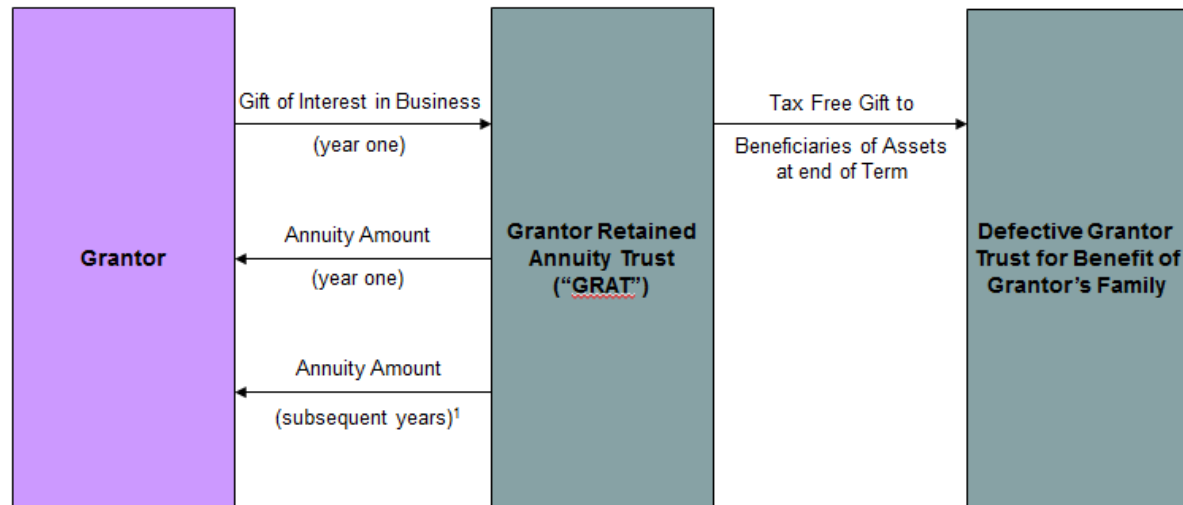 Grantor
Gift of Interest in Business
(year one)
Annuity Amount
(year one)
Annuity Amount
(subsequent years)¹
Grantor Retained
Annuity Trust
(“GRAT”)
Tax Free Gift to
Beneficiaries of Assets
at end of Term
Defective Grantor
Trust for Benefit of
Grantor’s Family